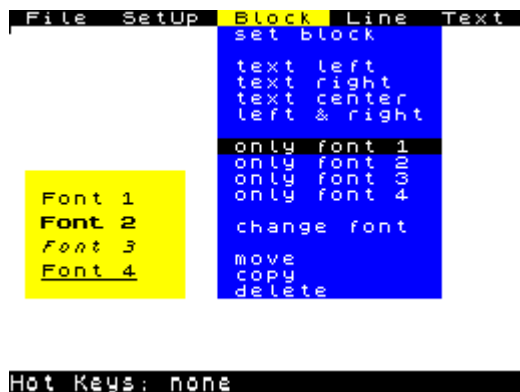 File SetUp Block Line Text
set block
text left
text right
text center
left & right
only font 1
only font 2
only font 3
only font 4
change font
move
copy
delete
Font 1
Font 2
Font 3
Font 4
Hot Keys: none